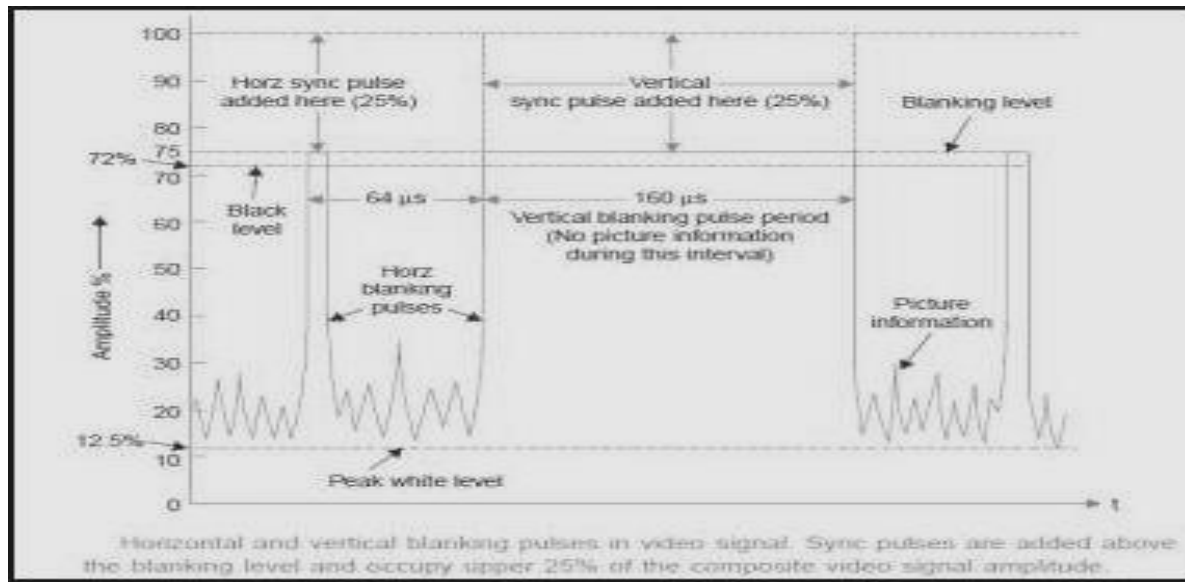 100
Horz sync pulse
added here (25%)
Vertical
sync pulse added here (25%)
90
Blanking level
80
75
72%
70
64 μs
160 μs
Black
level
Vertical blanking pulse period
(No picture information
during this interval)
60
50
Horz
blanking
pulses
Amplitude %
40
Picture
information
30
20
12.5%
10
Peak white level
0
t
Horizontal and vertical blanking pulses in video signal. Sync pulses are added above
the blanking level and occupy upper 25% of the composite video signal amplitude.